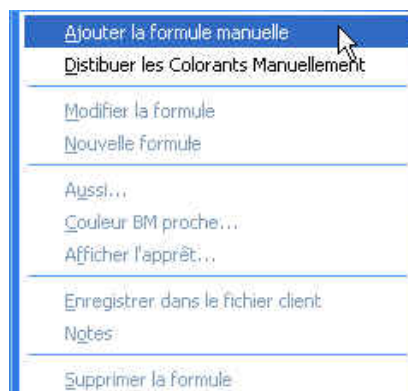 Ajouter la formule manuelle
Distibuer les Colorants Manuellement
Modifier la formule
Nouvelle formule
Aussi...
Couleur BM proche...
Afficher l'apprêt...
Enregistrer dans le fichier client
Notes
Supprimer la formule